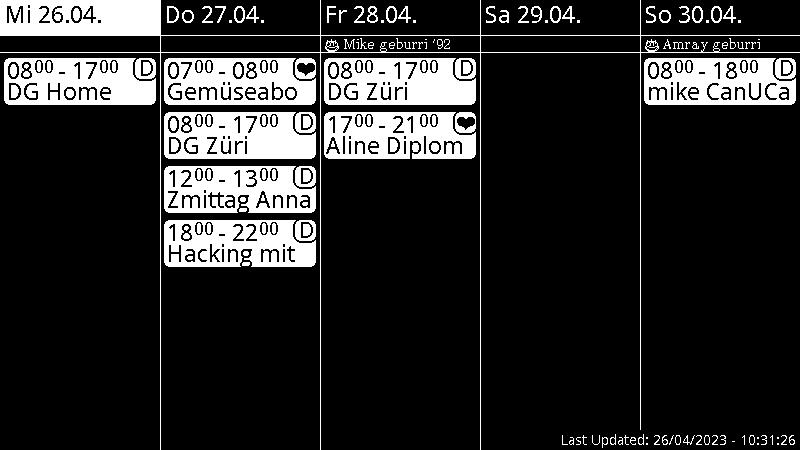 Mi 26.04.
Do 27.04.
Fr 28.04.
Sa 29.04.
So 30.04.
Mike geburri '92
Amray geburri
08⁰⁰ - 17⁰⁰ D
DG Home
07⁰⁰ - 08⁰⁰
Gemüseabo
08⁰⁰ - 17⁰⁰ D
DG Züri
12⁰⁰ - 13⁰⁰ D
Zmittag Anna
18⁰⁰ - 22⁰⁰ D
Hacking mit
08⁰⁰ - 17⁰⁰ D
DG Züri
17⁰⁰ - 21⁰⁰
Aline Diplom
08⁰⁰ - 18⁰⁰ D
mike CanUCa
Last Updated: 26/04/2023 - 10:31:26